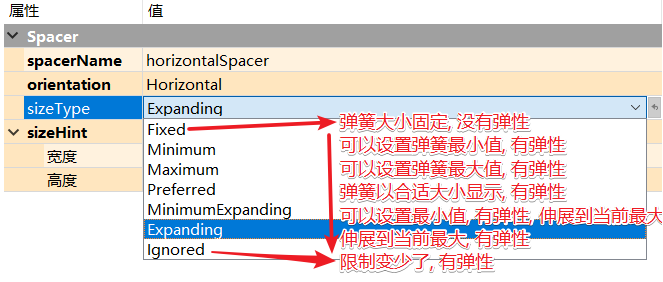 属性 值
Spacer
spacerName horizontalSpacer
orientation Horizontal
sizeType Expanding
sizeHint Fixed 弹簧大小固定, 没有弹性
宽度 Minimum 可以设置弹簧最小值, 有弹性
高度 Maximum 可以设置弹簧最大值, 有弹性
Preferred 弹簧以合适大小显示, 有弹性
MinimumExpanding 可以设置最小值, 有弹性, 伸展到当前最大
Expanding 伸展到当前最大, 有弹性
Ignored 限制变少了, 有弹性